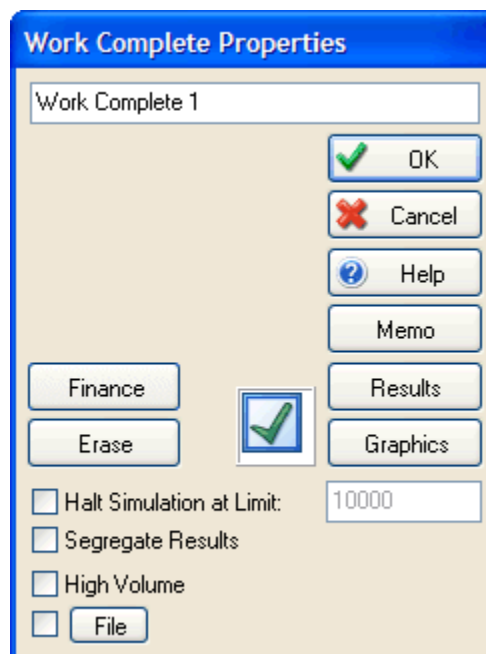 Work Complete Properties
Work Complete 1
OK
Cancel
Help
Memo
Finance
Results
Erase
Graphics
Halt Simulation at Limit: 10000
Segregate Results
High Volume
File